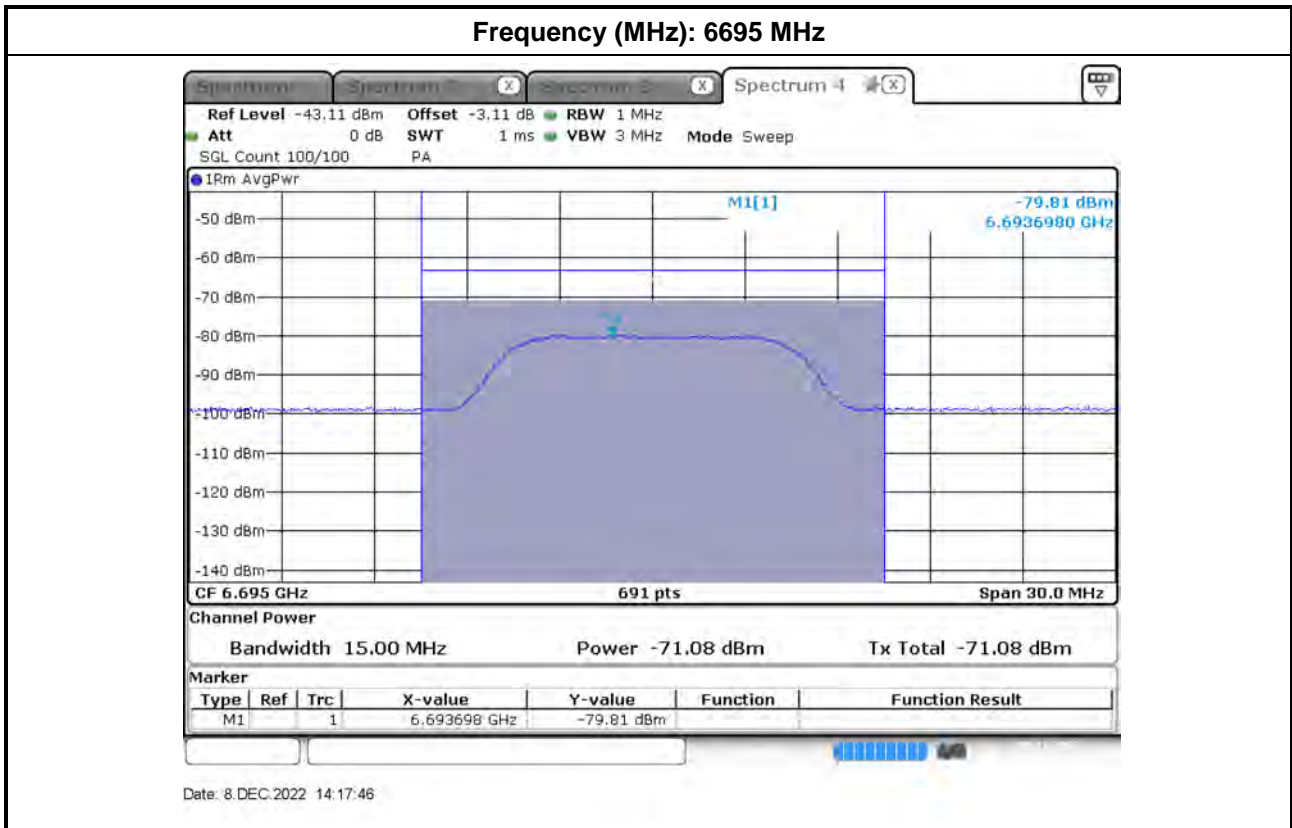 Frequency (MHz): 6695 MHz
Spectrum 4
Ref Level -43.11 dBm Offset -3.11 dB RBW 1 MHz
Att 0 dB SWT 1 ms VBW 3 MHz Mode Sweep
SGL Count 100/100 PA
1Rm AvgPwr
M1[1] -79.81 dBm
6.6936980 GHz
-50 dBm
-60 dBm
-70 dBm
-80 dBm
-90 dBm
-100 dBm
-110 dBm
-120 dBm
-130 dBm
-140 dBm
CF 6.695 GHz 691 pts Span 30.0 MHz
Channel Power
Bandwidth 15.00 MHz Power -71.08 dBm Tx Total -71.08 dBm
Marker
Type Ref Trc X-value Y-value Function Function Result
M1 1 6.693698 GHz -79.81 dBm
Date: 8.DEC.2022 14:17:46